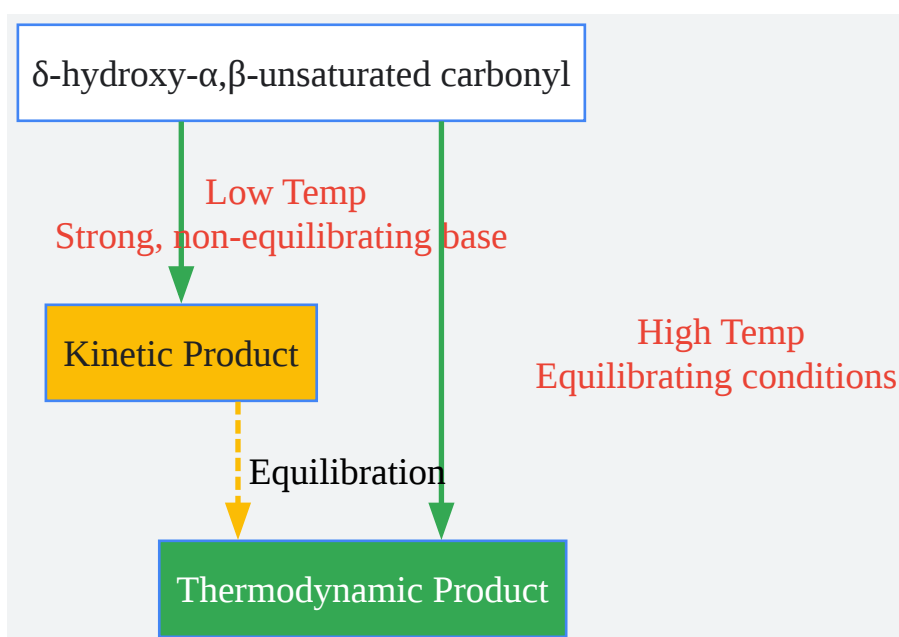 δ-hydroxy-α,β-unsaturated carbonyl
Low Temp
Strong, non-equilibrating base
High Temp
Equilibrating conditions
Kinetic Product
Equilibration
Thermodynamic Product